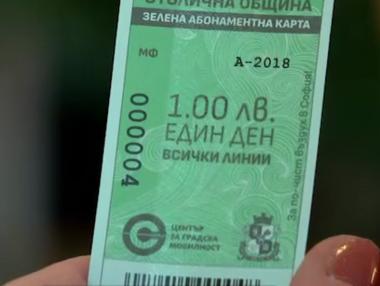 СТОЛИЧНА ОБЩИНА
ЗЕЛЕНА АБОНАМЕНТНА КАРТА
МФ
А-2018
000004
1.00 лв.
ЕДИН ДЕН
ВСИЧКИ ЛИНИИ
За по-чист въздух в София!
ЦЕНТЪР
ЗА ГРАДСКА
МОБИЛНОСТ